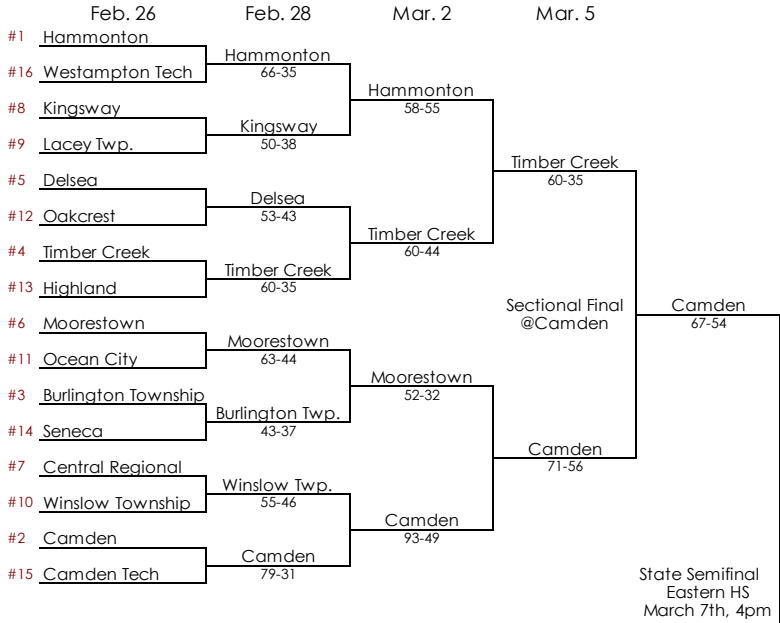 Feb. 26 Feb. 28 Mar. 2 Mar. 5
#1 Hammonton
Hammonton
66-35
#16 Westampton Tech
Hammonton
58-55
#8 Kingsway
Kingsway
50-38
#9 Lacey Twp.
Timber Creek
60-35
#5 Delsea
Delsea
53-43
#12 Oakcrest
Timber Creek
60-44
#4 Timber Creek
Timber Creek
60-35
#13 Highland
Sectional Final
@Camden
Camden
67-54
#6 Moorestown
Moorestown
63-44
#11 Ocean City
Moorestown
52-32
#3 Burlington Township
Burlington Twp.
43-37
#14 Seneca
Camden
71-56
#7 Central Regional
Winslow Twp.
55-46
#10 Winslow Township
Camden
93-49
#2 Camden
Camden
79-31
#15 Camden Tech
State Semifinal
Eastern HS
March 7th, 4pm